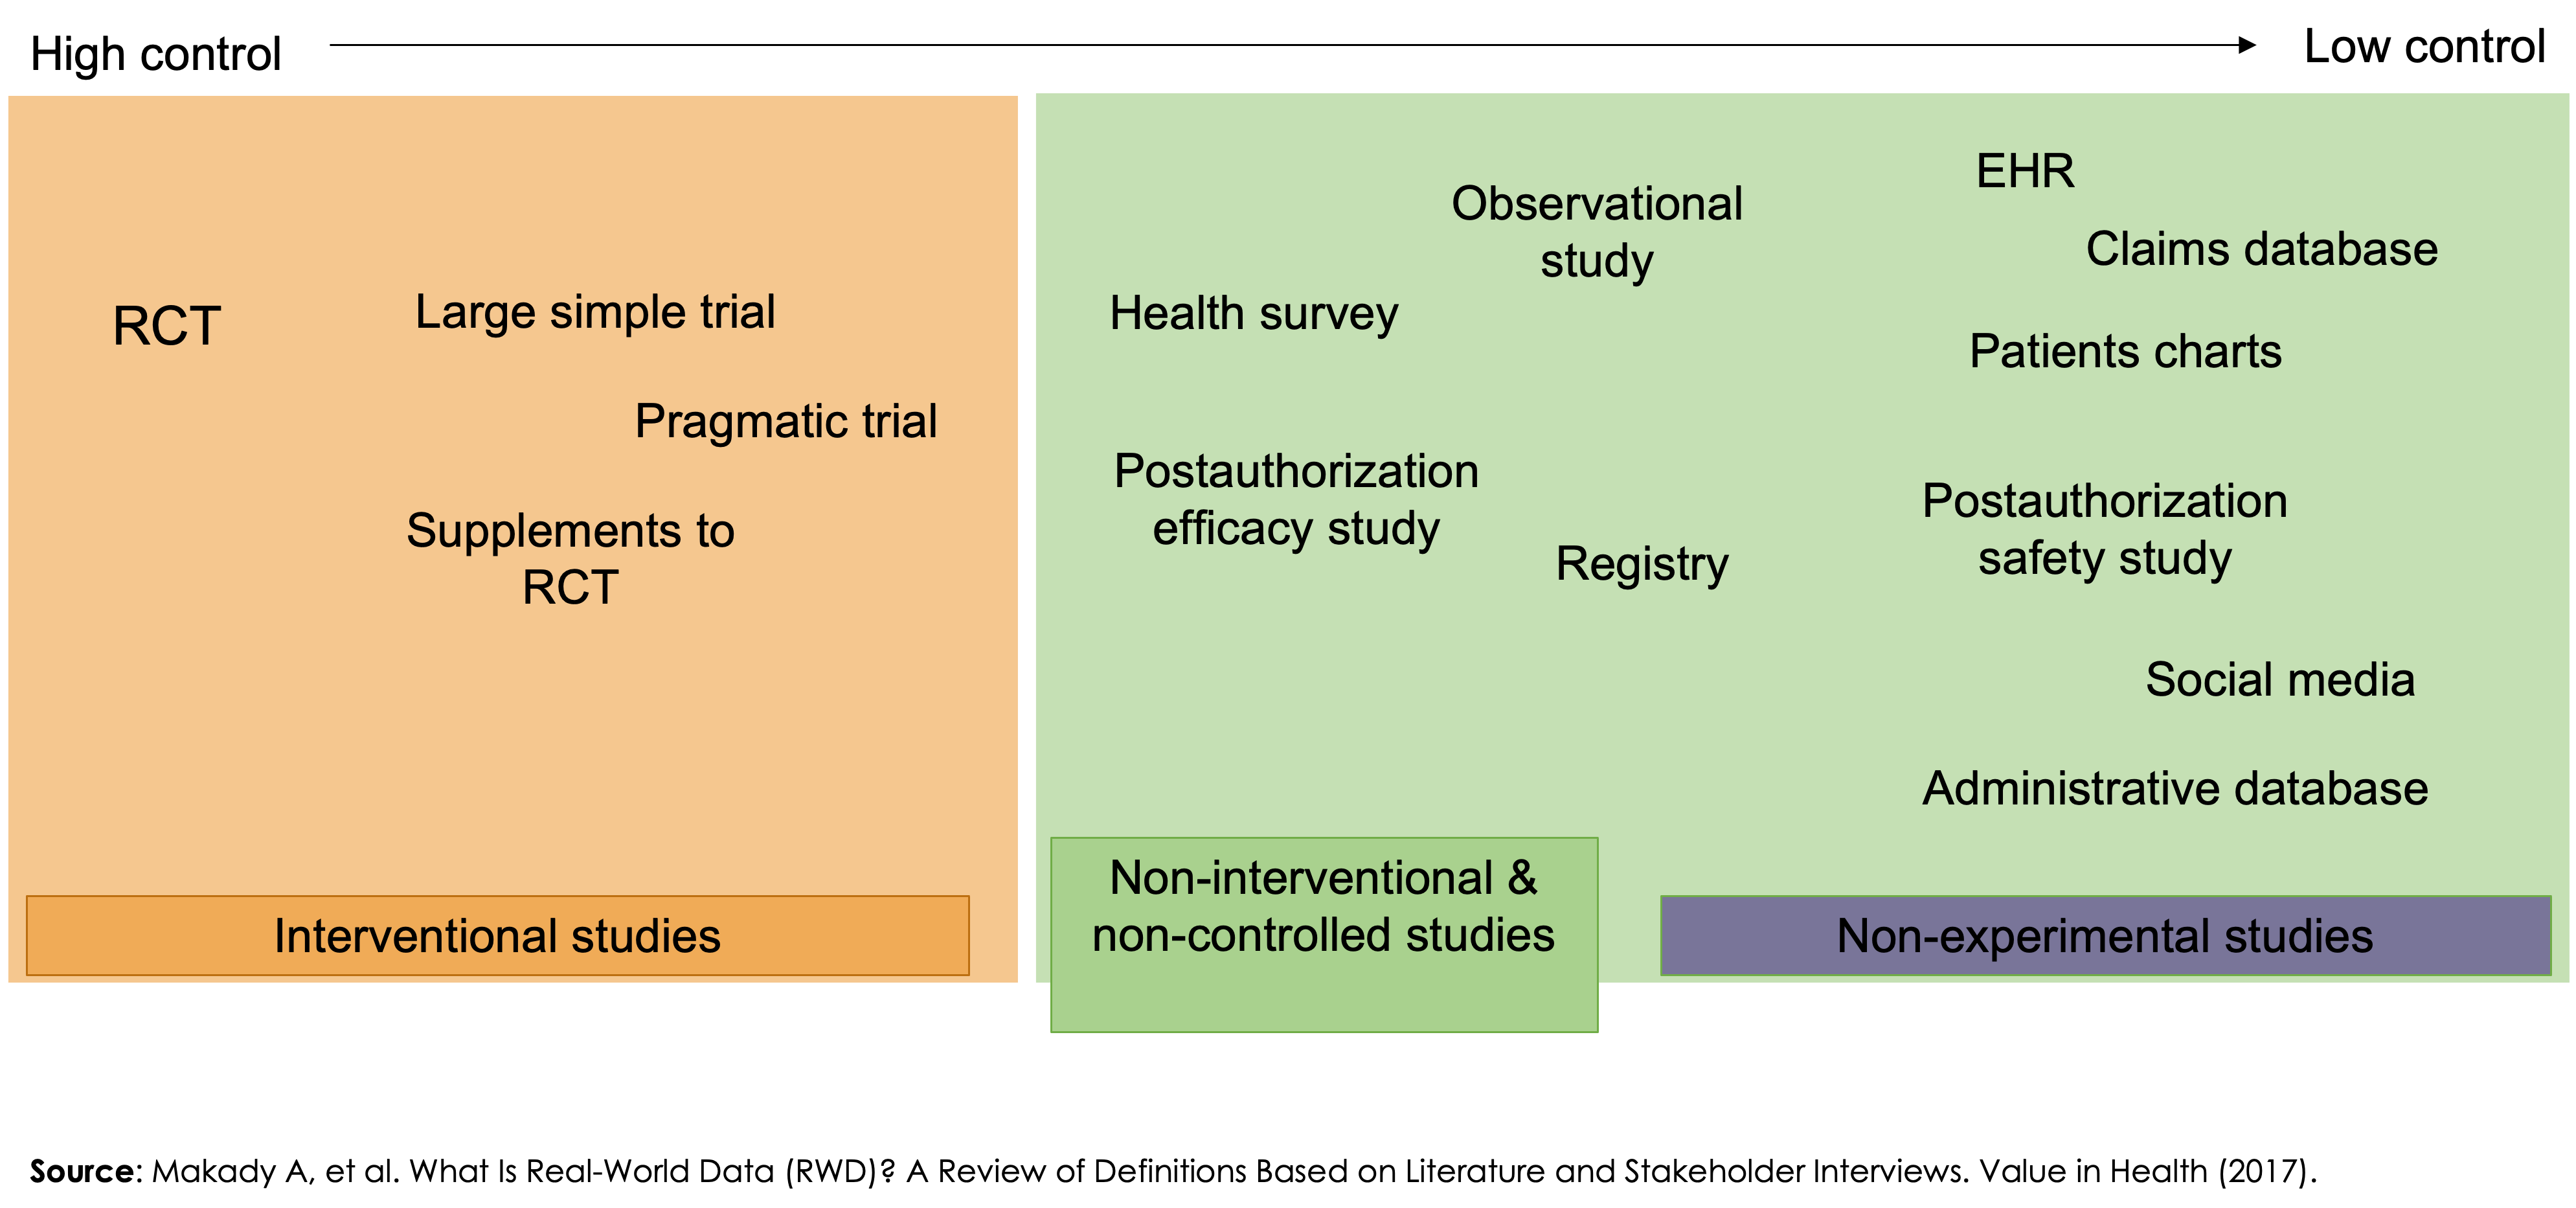 High control
Low control
RCT
Large simple trial
Pragmatic trial
Supplements to
RCT
Interventional studies
Observational
study
Health survey
Postauthorization
efficacy study
Registry
Non-interventional &
non-controlled studies
EHR
Claims database
Patients charts
Postauthorization
safety study
Social media
Administrative database
Non-experimental studies
Source: Makady A, et al. What Is Real-World Data (RWD)? A Review of Definitions Based on Literature and Stakeholder Interviews. Value in Health (2017).